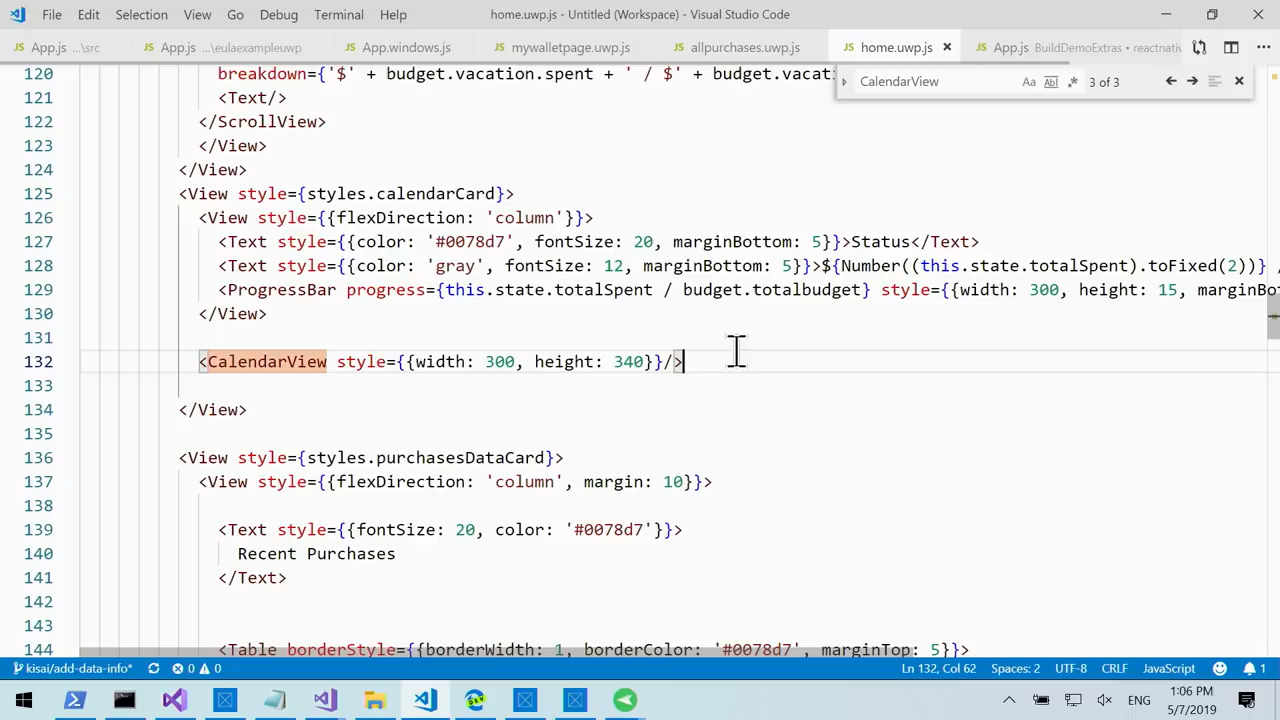 File Edit Selection View Go Debug Terminal Help home.uwp.js - Untitled (Workspace) - Visual Studio Code
App.js ...\src App.js ...\eulaexampleuwp App.windows.js mywalletpage.uwp.js allpurchases.uwp.js home.uwp.js App.js BuildDemoExtras • reactnativ
CalendarView Aa Abl .* 3 of 3
120 breakdown={'$' + budget.vacation.spent + ' / $' + budget.vacati
121 <Text/>
122 </ScrollView>
123 </View>
124 </View>
125 <View style={styles.calendarCard}>
126 <View style={{flexDirection: 'column'}}>
127 <Text style={{color: '#0078d7', fontSize: 20, marginBottom: 5}}>Status</Text>
128 <Text style={{color: 'gray', fontSize: 12, marginBottom: 5}}>${Number((this.state.totalSpent).toFixed(2))} /
129 <ProgressBar progress={this.state.totalSpent / budget.totalbudget} style={{width: 300, height: 15, marginBo
130 </View>
131
132 <CalendarView style={{width: 300, height: 340}}/>
133
134 </View>
135
136 <View style={styles.purchasesDataCard}>
137 <View style={{flexDirection: 'column', margin: 10}}>
138
139 <Text style={{fontSize: 20, color: '#0078d7'}}>
140 Recent Purchases
141 </Text>
142
143
144 <Table borderStyle={{borderWidth: 1, borderColor: '#0078d7', marginTop: 5}}>
kisai/add-data-info* 0 0 Ln 132, Col 62 Spaces: 2 UTF-8 CRLF JavaScript 1
DEV ENG 1:06 PM
5/7/2019